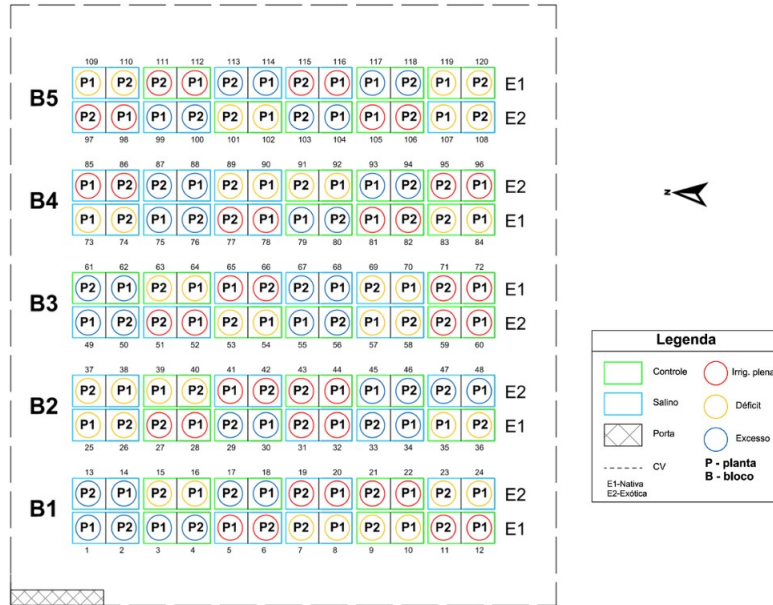 109 110 111 112 113 114 115 116 117 118 119 120
P1 P2 P2 P1 P2 P1 P2 P1 P1 P2 P1 P2 E1
B5
P2 P1 P1 P2 P1 P2 P1 P2 P1 P2 P1 P2 E2
97 98 99 100 101 102 103 104 105 106 107 108
85 86 87 88 89 90 91 92 93 94 95 96
P1 P2 P2 P1 P2 P1 P2 P1 P1 P2 P2 P1 E2
B4
P1 P2 P1 P2 P2 P1 P1 P2 P1 P2 P2 P1 E1
73 74 75 76 77 78 79 80 81 82 83 84
61 62 63 64 65 66 67 68 69 70 71 72
P2 P1 P2 P1 P1 P2 P2 P1 P1 P2 P2 P1 E1
B3
P1 P2 P2 P1 P2 P1 P2 P1 P1 P2 P2 P1 E2
49 50 51 52 53 54 55 56 57 58 59 60
37 38 39 40 41 42 43 44 45 46 47 48
P2 P1 P1 P2 P1 P2 P2 P1 P1 P2 P2 P1 E2
B2
P1 P2 P2 P1 P2 P1 P1 P2 P2 P1 P1 P2 E1
25 26 27 28 29 30 31 32 33 34 35 36
13 14 15 16 17 18 19 20 21 22 23 24
P2 P1 P2 P1 P2 P1 P2 P1 P2 P1 P2 P1 E2
B1
P1 P2 P1 P2 P1 P2 P2 P1 P2 P1 P2 P1 E1
1 2 3 4 5 6 7 8 9 10 11 12
N
Legenda
Controle Irrig. plena
Salino Déficit
Porta Excesso
CV P - planta
B - bloco
E1-Nativa
E2-Exótica